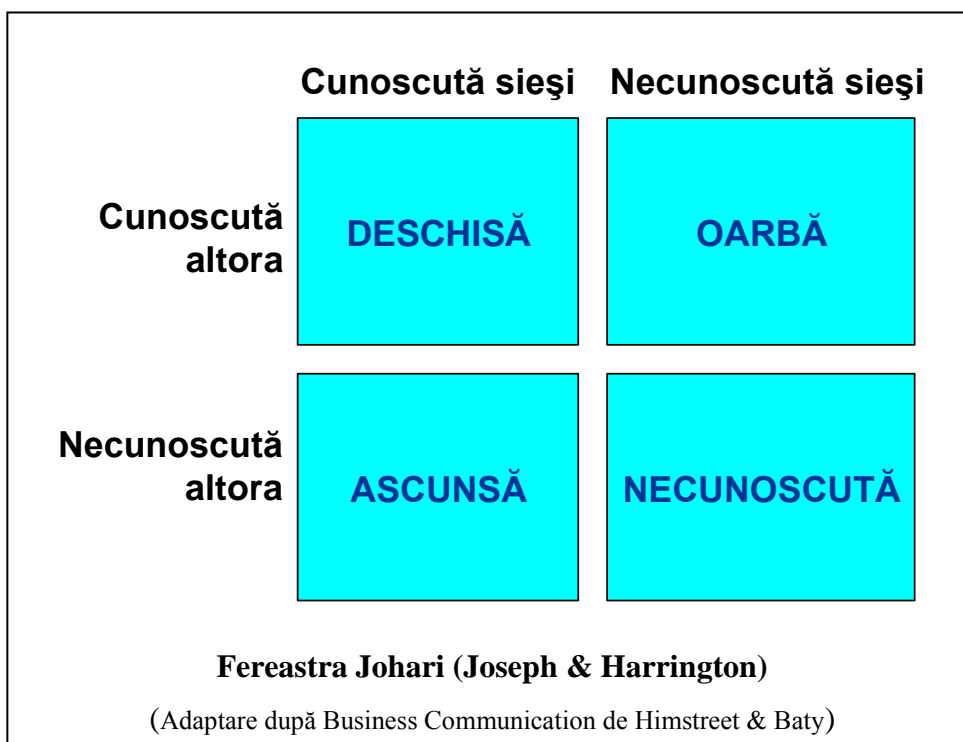 Cunoscută sieşi Necunoscută sieşi
Cunoscută
altora
DESCHISĂ OARBĂ
Necunoscută
altora
ASCUNSĂ NECUNOSCUTĂ
Fereastra Johari (Joseph & Harrington)
(Adaptare după Business Communication de Himstreet & Baty)